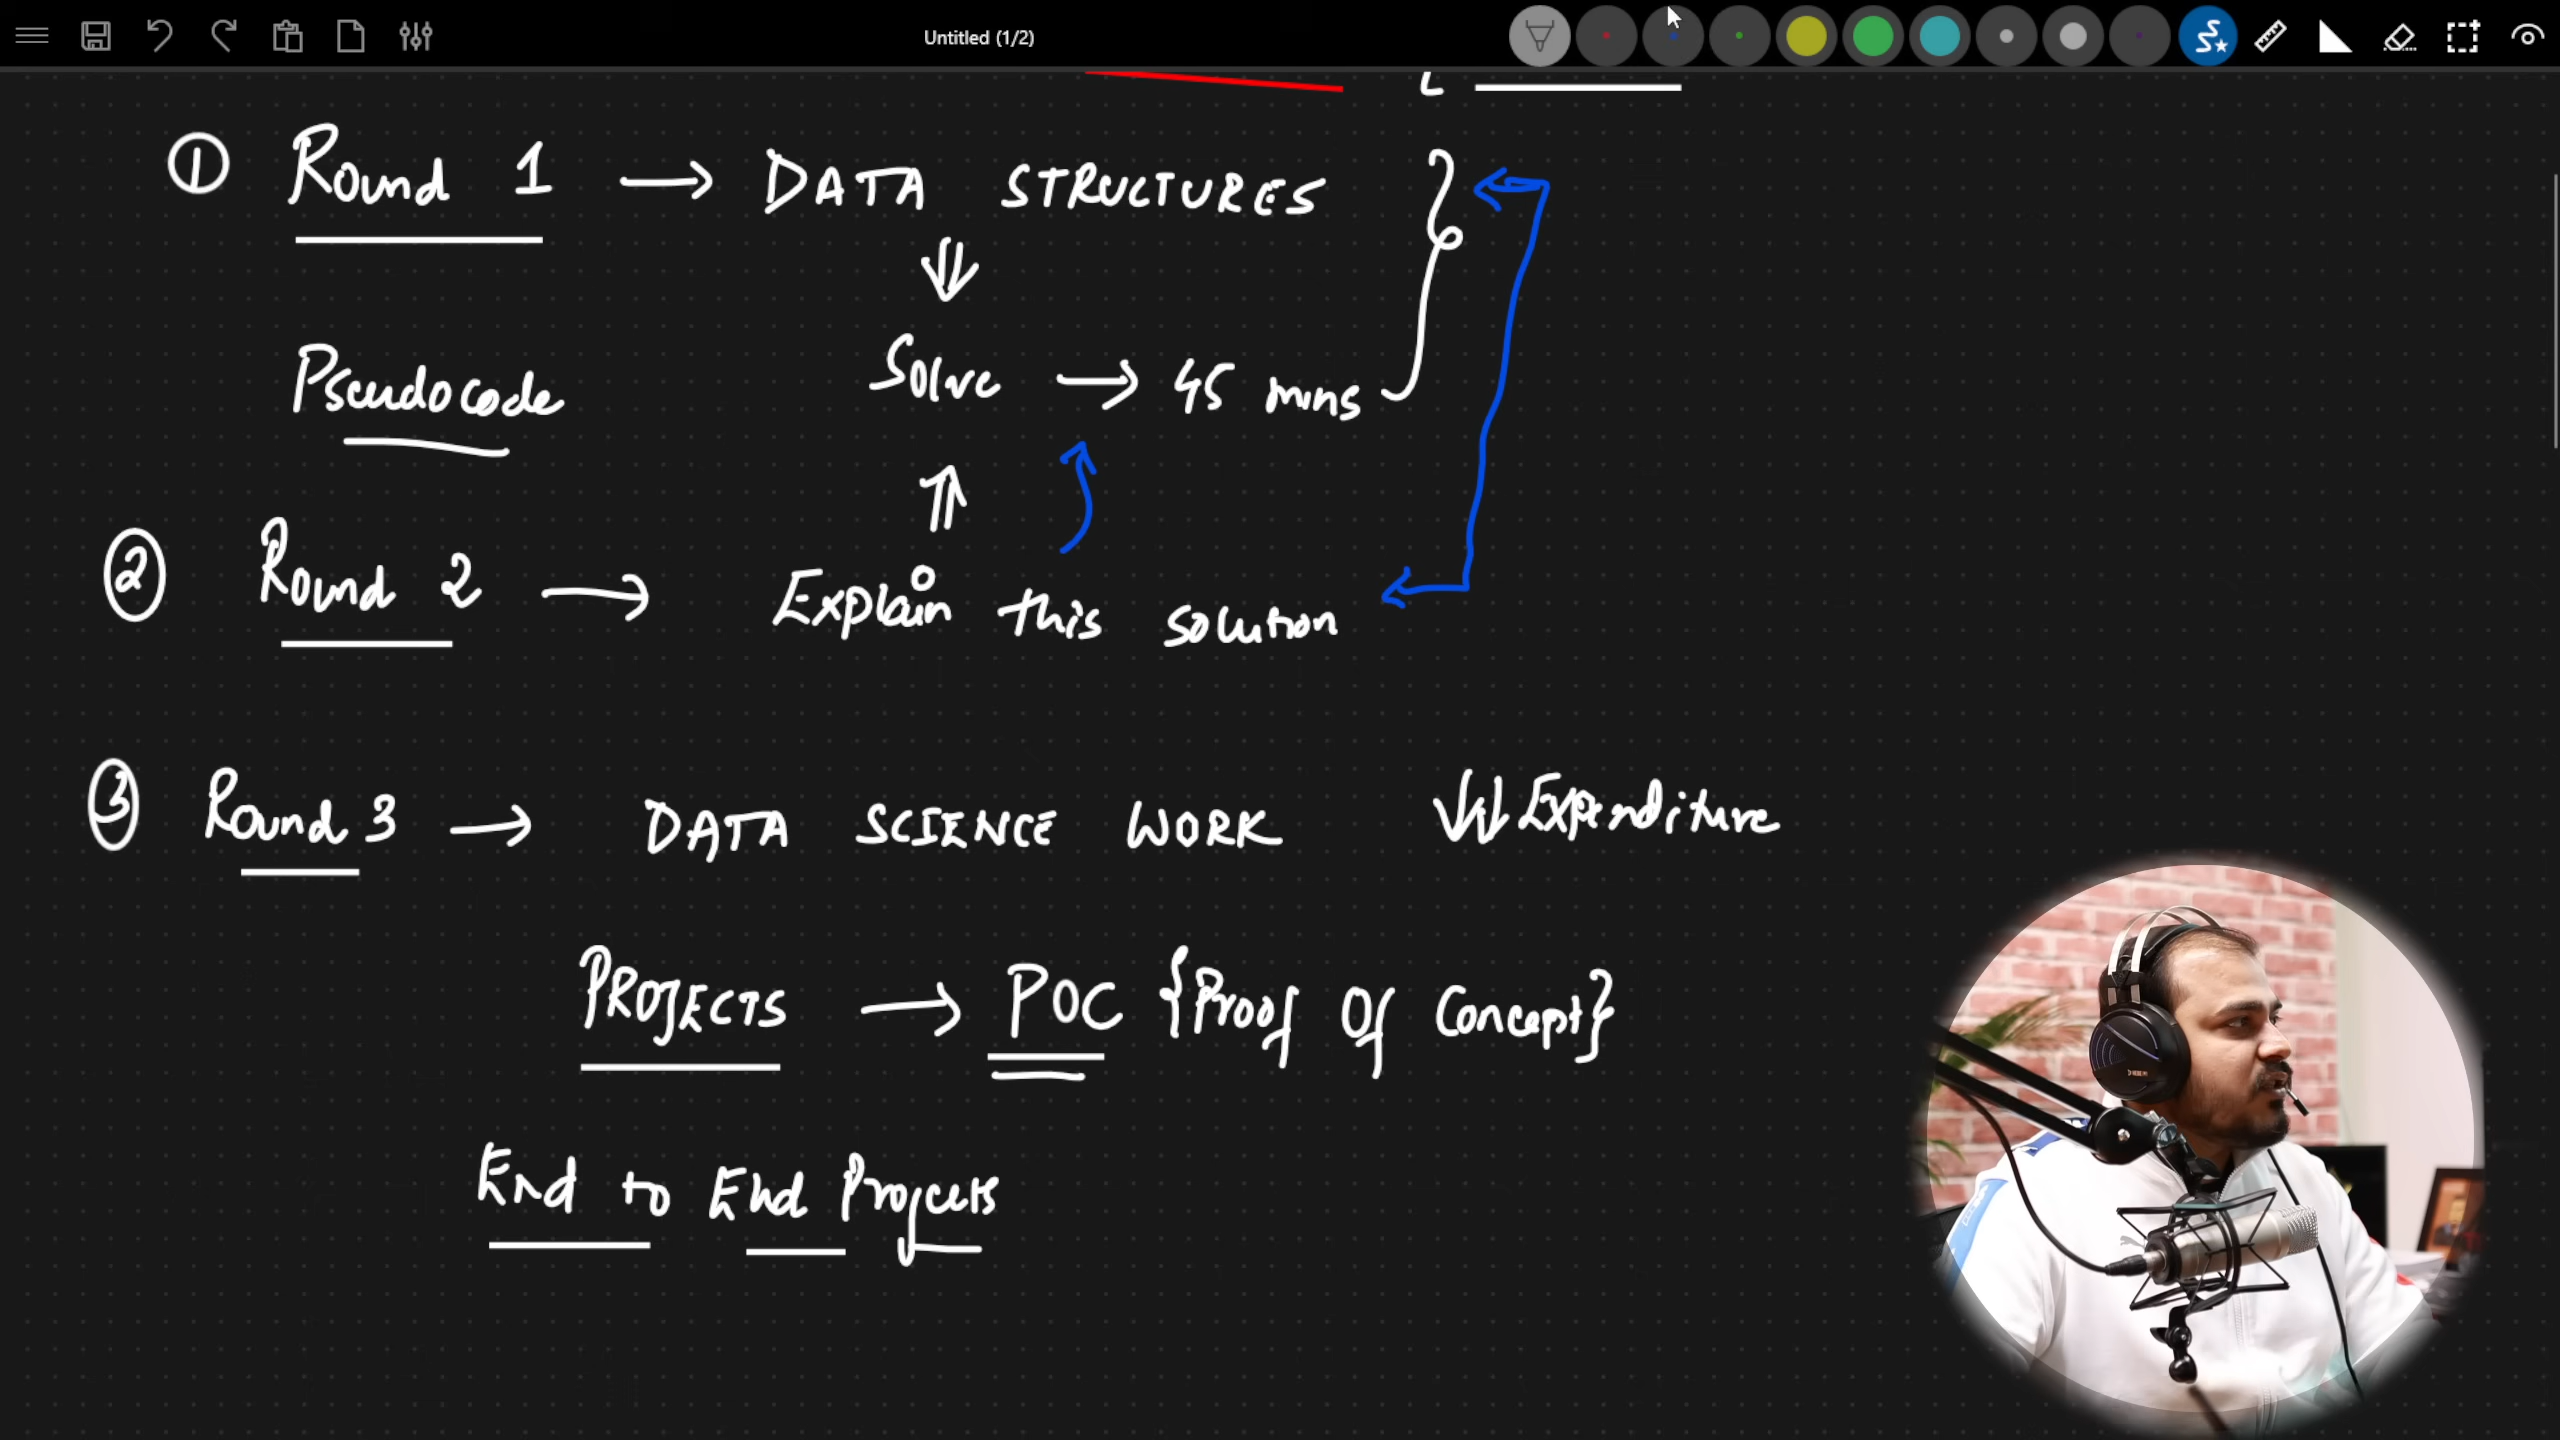 Untitled (1/2)
① Round 1 → DATA STRUCTURES
Pseudocode
Solve → 45 mins
② Round 2 → Explain this solution
③ Round 3 → DATA SCIENCE WORK ↓↓↓ Expenditure
PROJECTS → POC {Proof Of Concept}
End to End Projects